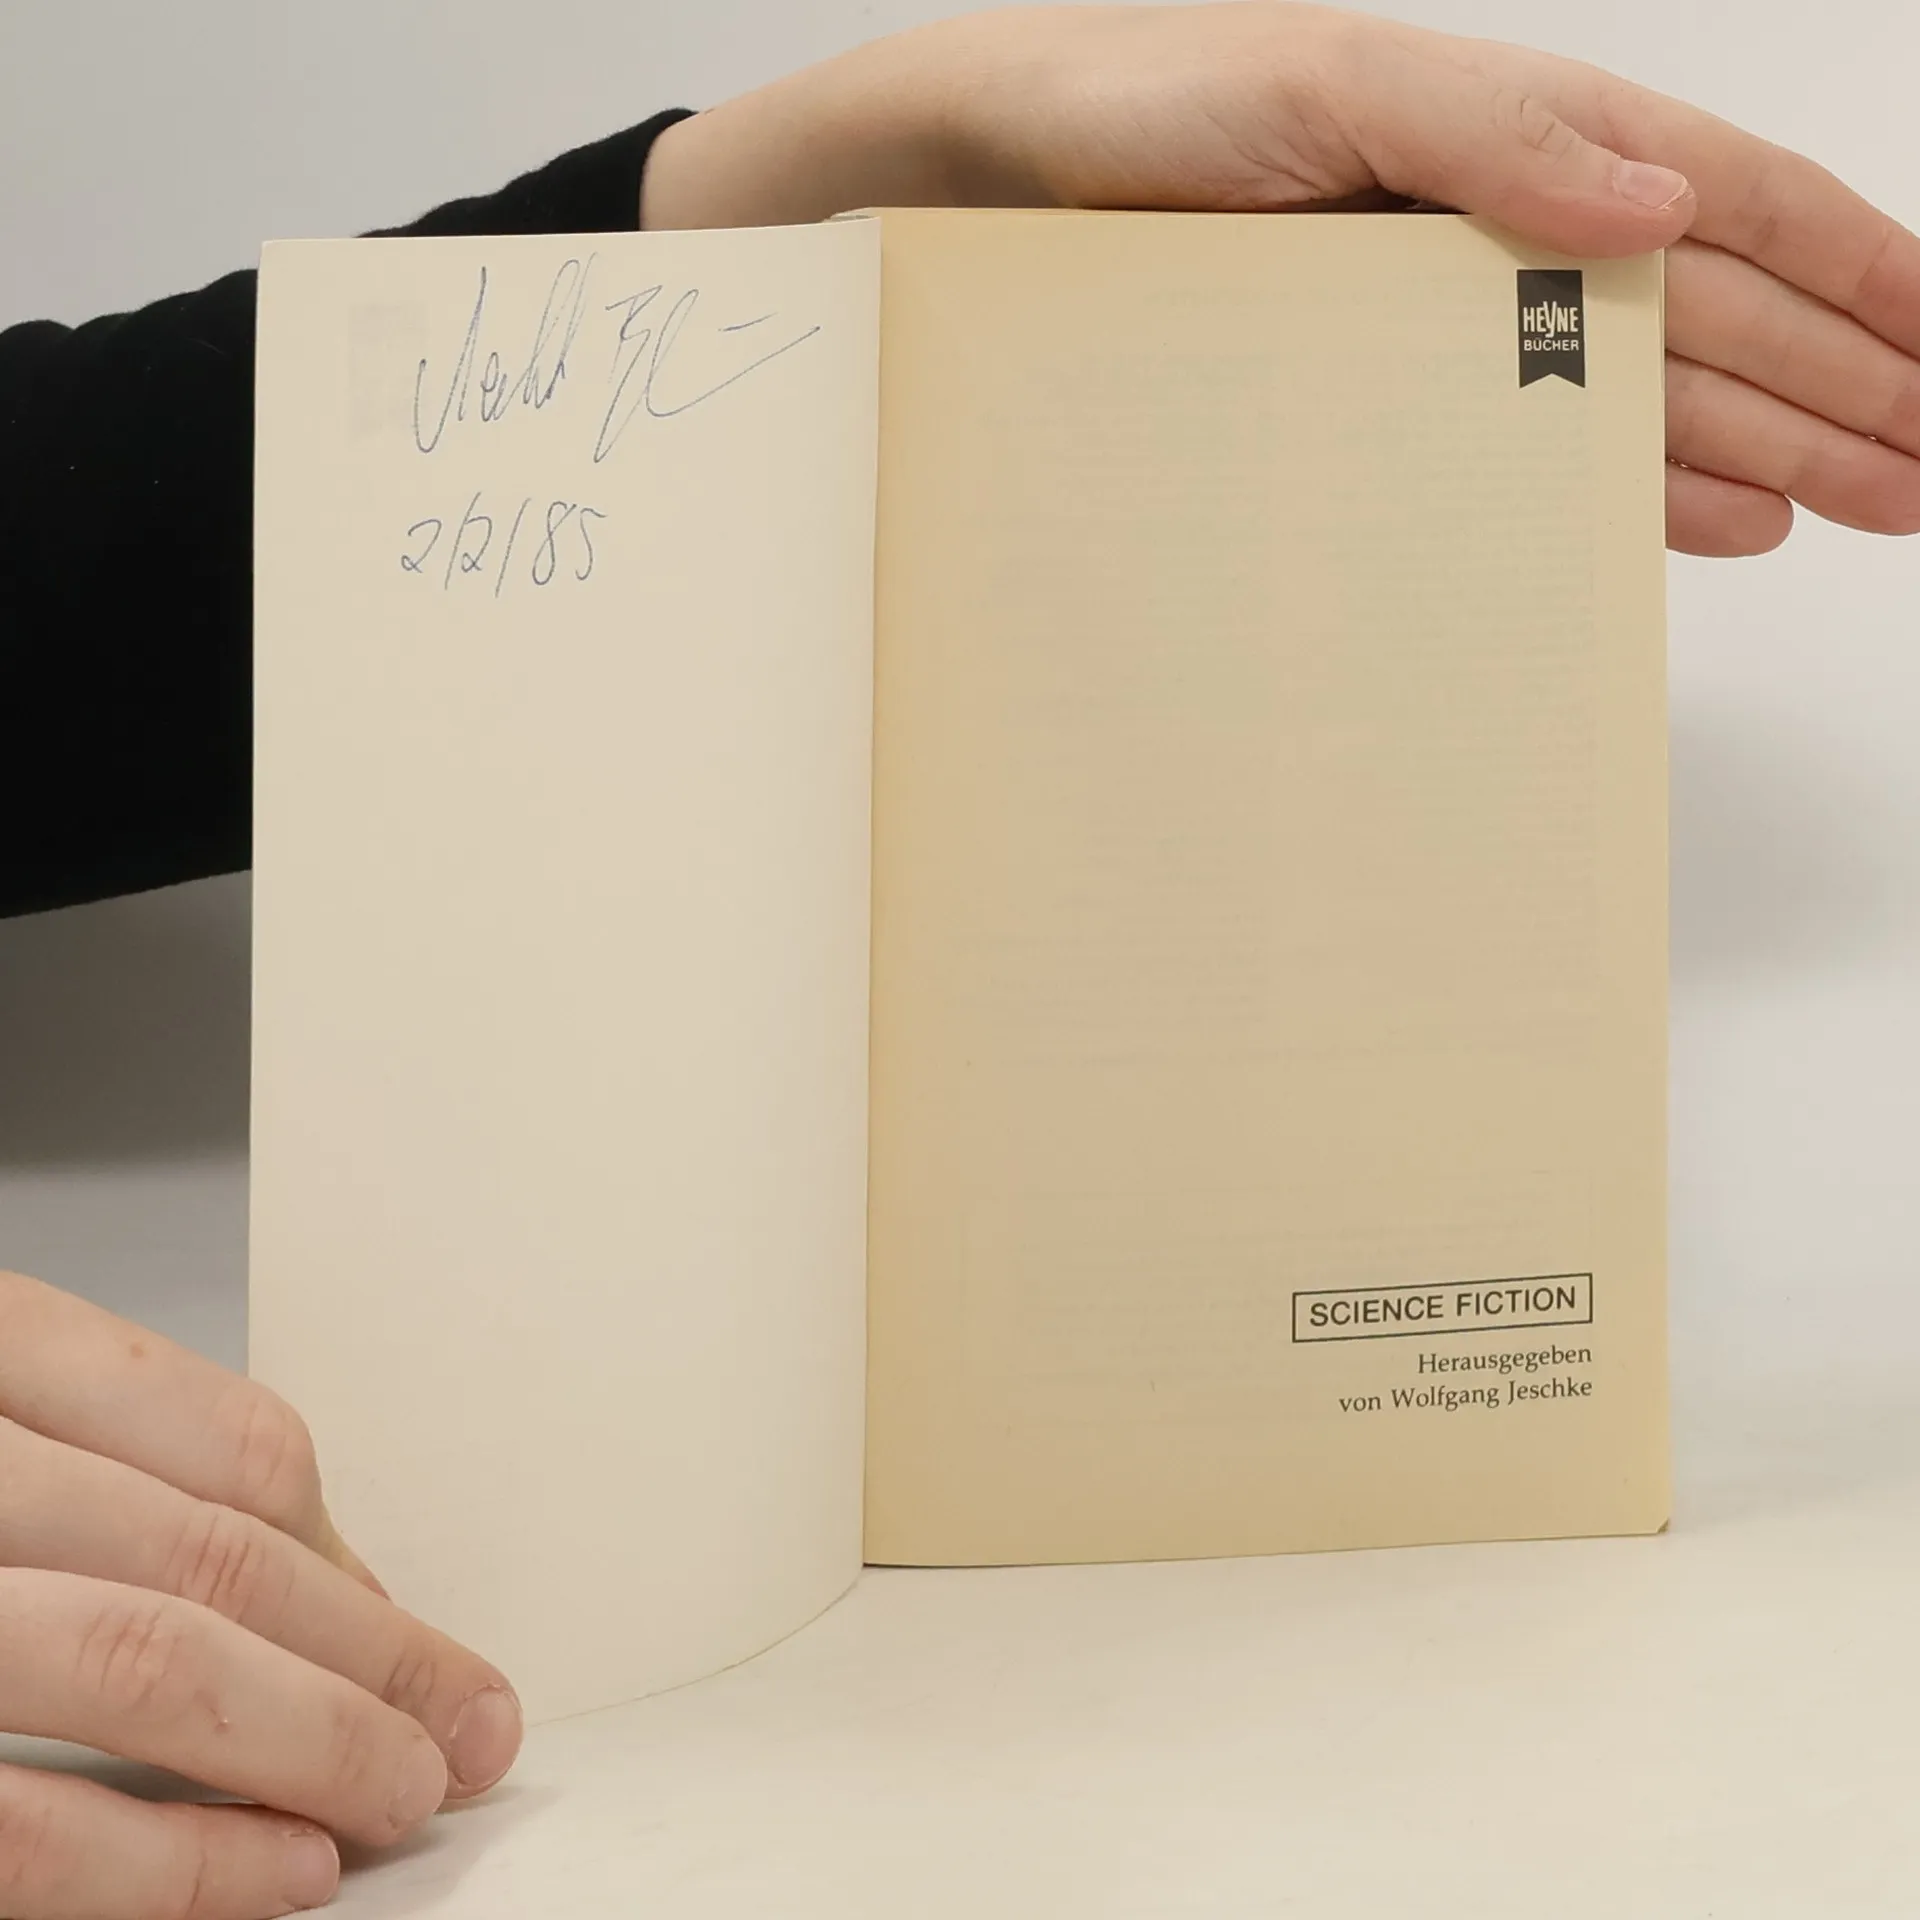 2/2/85
HEYNE
BÜCHER
SCIENCE FICTION
Herausgegeben
von Wolfgang Jeschke